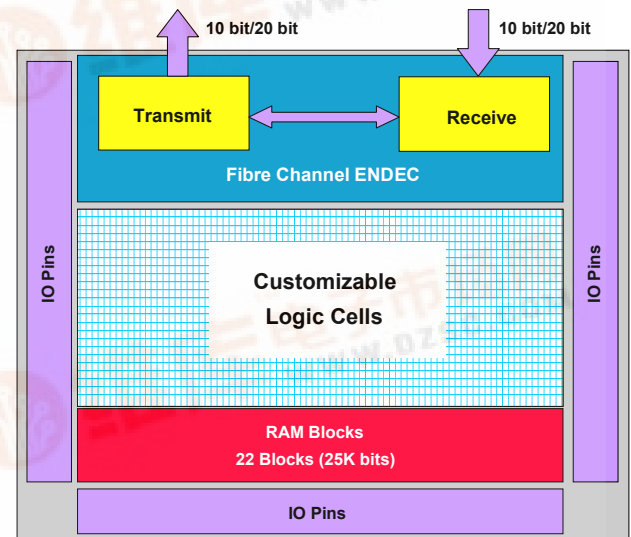 10 bit/20 bit
10 bit/20 bit
Transmit
Receive
Fibre Channel ENDEC
IO Pins
Customizable
Logic Cells
IO Pins
RAM Blocks
22 Blocks (25K bits)
IO Pins